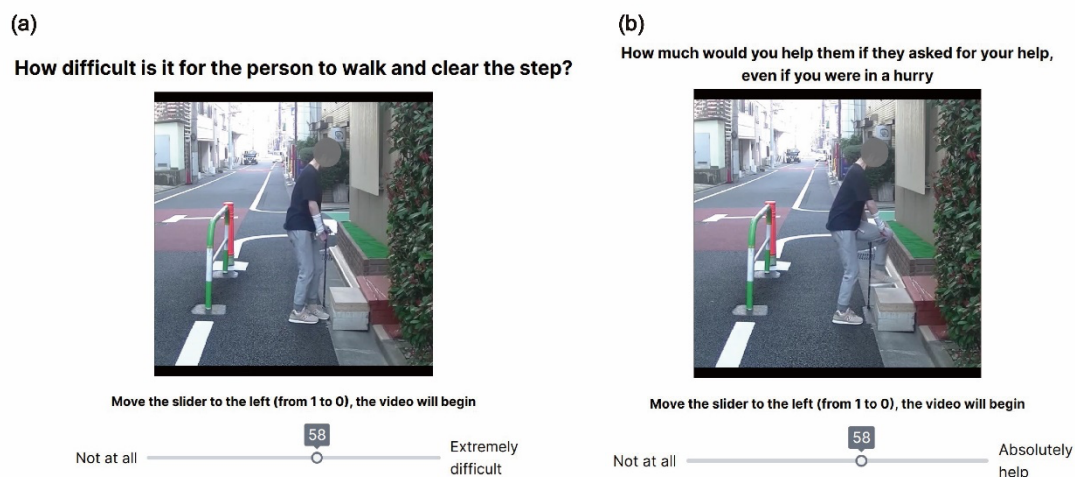 (a)
How difficult is it for the person to walk and clear the step?
Move the slider to the left (from 1 to 0), the video will begin
58
Not at all
Extremely
difficult
(b)
How much would you help them if they asked for your help,
even if you were in a hurry
Move the slider to the left (from 1 to 0), the video will begin
58
Not at all
Absolutely
help